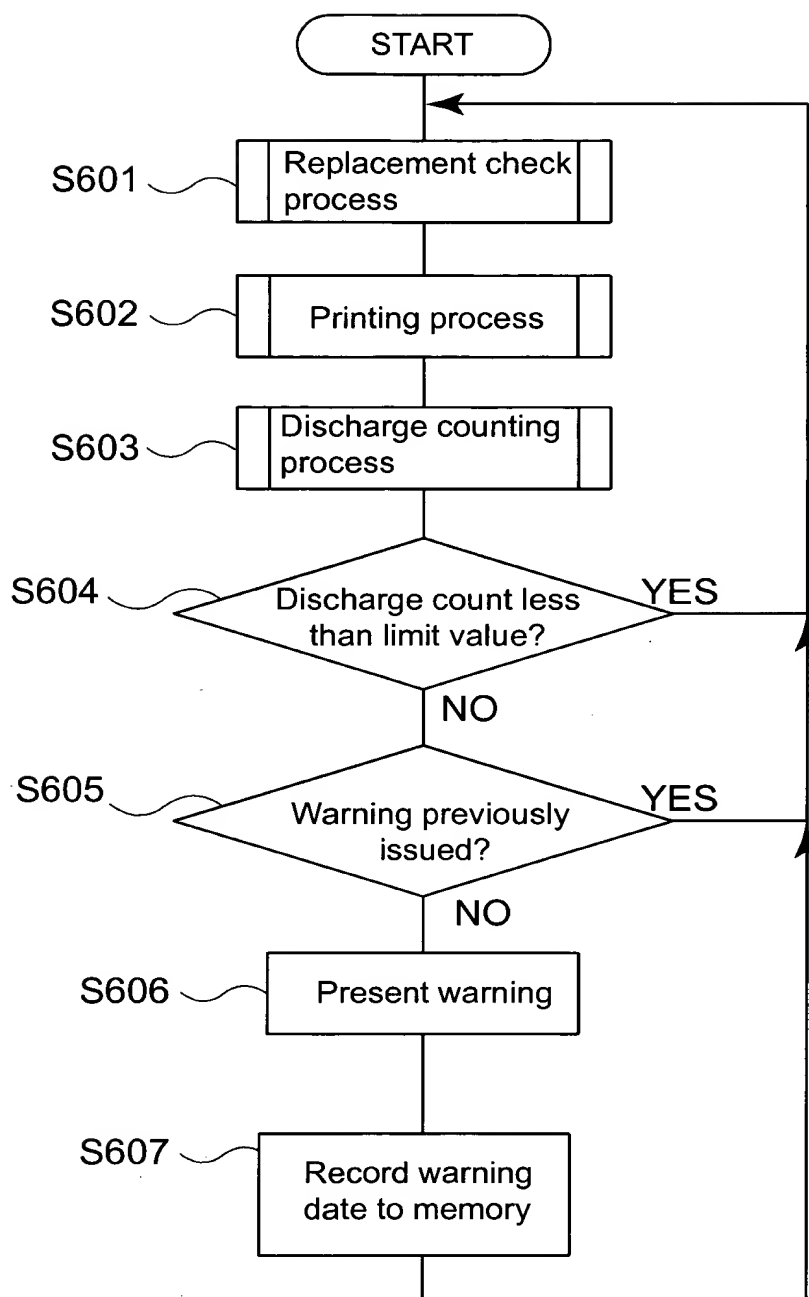 START
S601
Replacement check
process
S602
Printing process
S603
Discharge counting
process
S604
Discharge count less
than limit value?
YES
NO
S605
Warning previously
issued?
YES
NO
S606
Present warning
S607
Record warning
date to memory